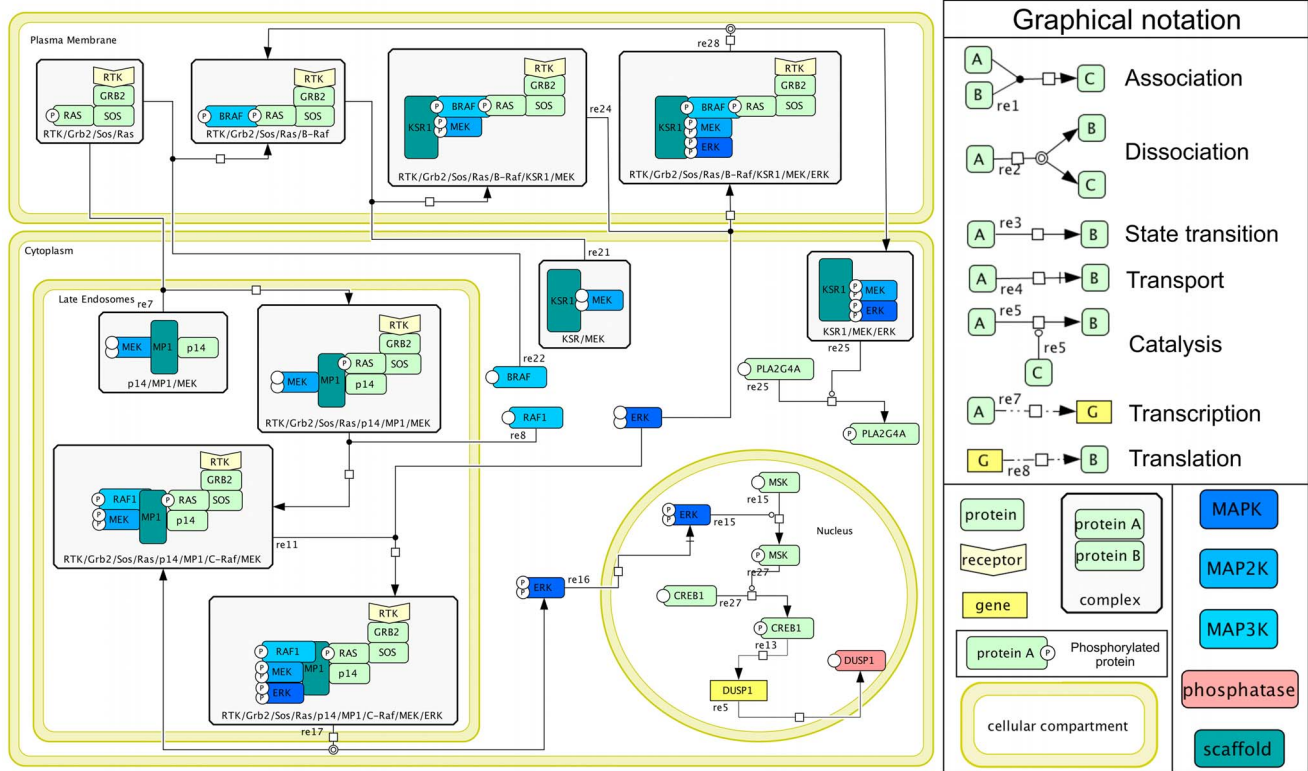 Plasma Membrane
RTK
GRB2
P RAS SOS
RTK/Grb2/Sos/Ras
RTK
GRB2
P BRAF P RAS SOS
RTK/Grb2/Sos/Ras/B-Raf
RTK
GRB2
KSR1 P BRAF P RAS SOS
P P MEK
RTK/Grb2/Sos/Ras/B-Raf/KSR1/MEK
re24
re28
RTK
GRB2
KSR1 P BRAF P RAS SOS
P P MEK
P P ERK
RTK/Grb2/Sos/Ras/B-Raf/KSR1/MEK/ERK
Cytoplasm
re21
KSR1 MEK
KSR/MEK
KSR1 P P MEK
P P ERK
KSR1/MEK/ERK
re25
Late Endosomes
re7
MEK MP1 p14
p14/MP1/MEK
RTK
GRB2
P RAS SOS
MEK MP1 p14
RTK/Grb2/Sos/Ras/p14/MP1/MEK
re22
BRAF
RAF1
re8
ERK
PLA2G4A
re25
P PLA2G4A
RTK
GRB2
P RAF1 MP1 P RAS SOS
P P MEK p14
RTK/Grb2/Sos/Ras/p14/MP1/C-Raf/MEK
re11
RTK
GRB2
P RAF1 MP1 P RAS SOS
P P MEK p14
P P ERK
RTK/Grb2/Sos/Ras/p14/MP1/C-Raf/MEK/ERK
re17
P P ERK
re16
Nucleus
MSK
re15
P P ERK
re15
P MSK
re27
CREB1
re27
P CREB1
re13
DUSP1
re5
DUSP1
Graphical notation
A
B
re1
C
Association
A
re2
B
C
Dissociation
A
re3
B
State transition
A
re4
B
Transport
A
re5
B
re5
C
Catalysis
A
re7
G
Transcription
G
re8
B
Translation
protein
receptor
gene
protein A
protein B
complex
protein A P
Phosphorylated
protein
cellular compartment
MAPK
MAP2K
MAP3K
phosphatase
scaffold